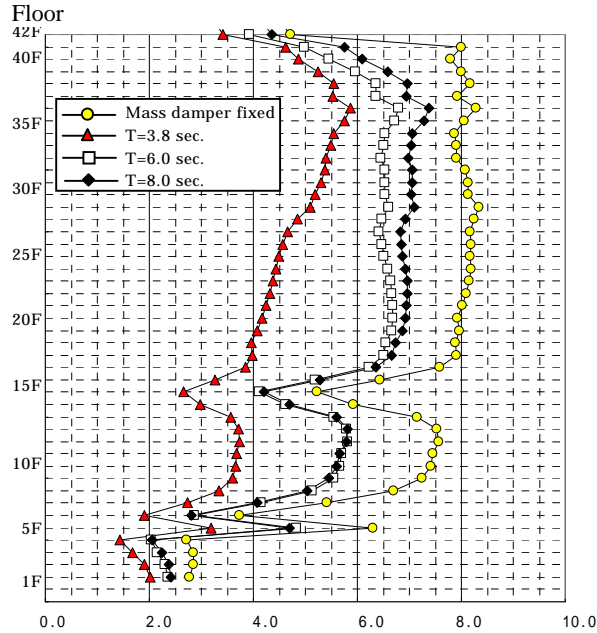 Floor
42F
40F
35F
30F
25F
20F
15F
10F
5F
1F
Mass damper fixed
T=3.8 sec.
T=6.0 sec.
T=8.0 sec.
0.0 2.0 4.0 6.0 8.0 10.0